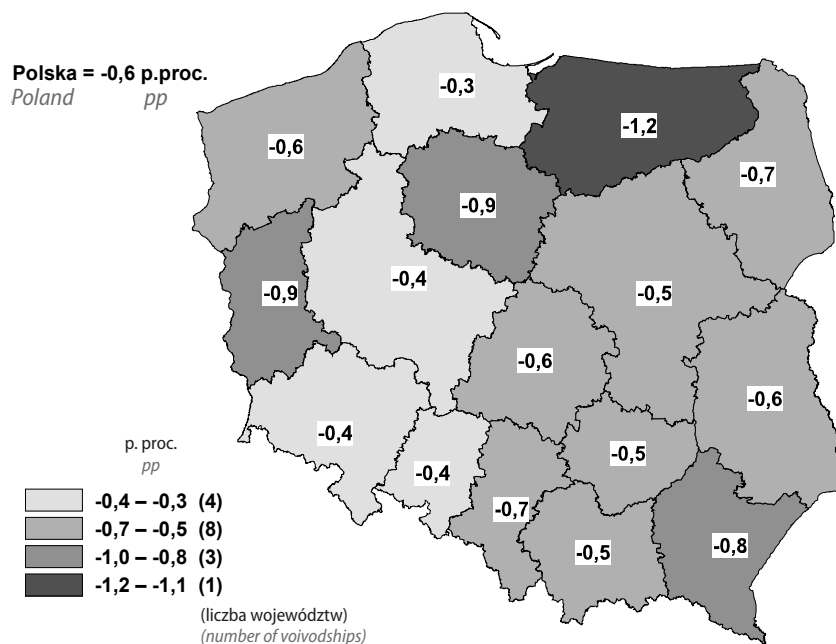 Polska = -0,6 p.proc.
Poland pp
-0,3
-1,2
-0,6
-0,7
-0,9
-0,4
-0,9
-0,5
-0,6
-0,6
-0,4
-0,5
-0,4
-0,7
-0,5
-0,8
p. proc.
pp
-0,4 – -0,3 (4)
-0,7 – -0,5 (8)
-1,0 – -0,8 (3)
-1,2 – -1,1 (1)
(liczba województw)
(number of voivodships)